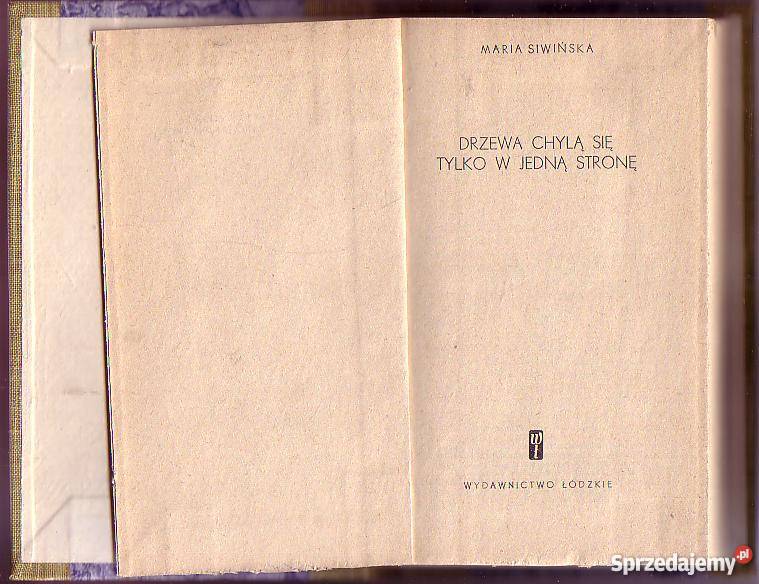 MARIA SIWIŃSKA
DRZEWA CHYLĄ SIĘ
TYLKO W JEDNĄ STRONĘ
wł
WYDAWNICTWO ŁÓDZKIE
Sprzedajemy.pl